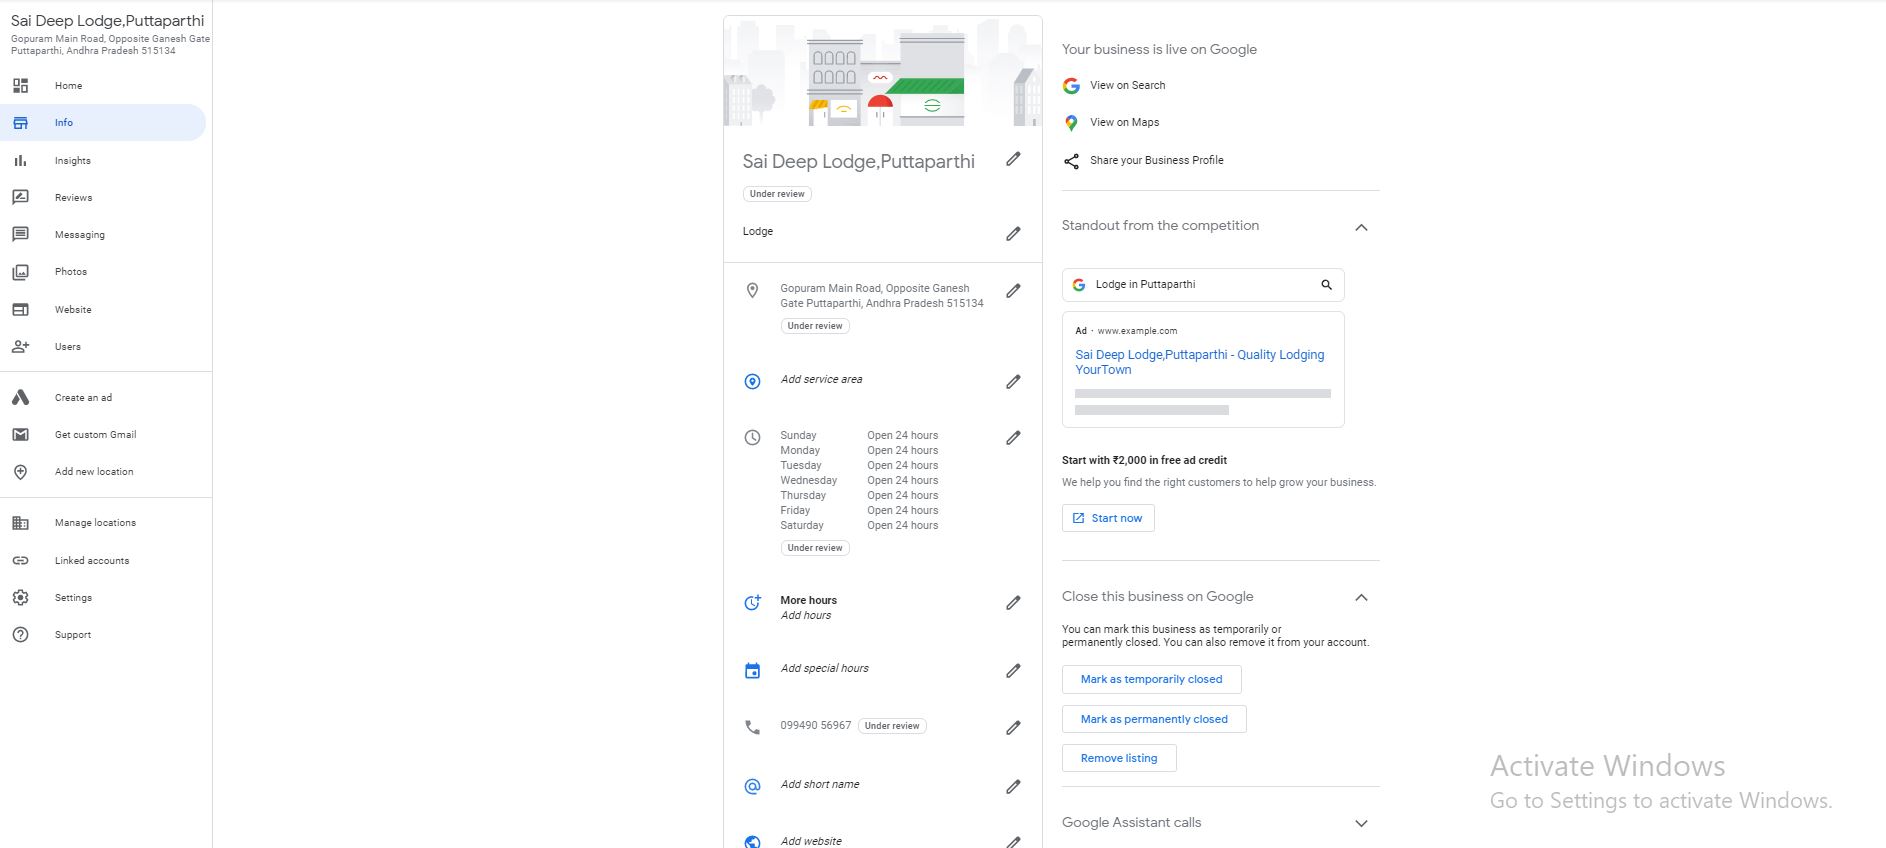 Sai Deep Lodge,Puttaparthi
Gopuram Main Road, Opposite Ganesh Gate
Puttaparthi, Andhra Pradesh 515134
Home
Info
Insights
Reviews
Messaging
Photos
Website
Users
Create an ad
Get custom Gmail
Add new location
Manage locations
Linked accounts
Settings
Support
Sai Deep Lodge,Puttaparthi
Under review
Lodge
Gopuram Main Road, Opposite Ganesh
Gate Puttaparthi, Andhra Pradesh 515134
Under review
Add service area
Sunday Open 24 hours
Monday Open 24 hours
Tuesday Open 24 hours
Wednesday Open 24 hours
Thursday Open 24 hours
Friday Open 24 hours
Saturday Open 24 hours
Under review
More hours
Add hours
Add special hours
099490 56967 Under review
Add short name
Add website
Your business is live on Google
View on Search
View on Maps
Share your Business Profile
Standout from the competition
Lodge in Puttaparthi
Ad · www.example.com
Sai Deep Lodge,Puttaparthi - Quality Lodging
YourTown
Start with ₹2,000 in free ad credit
We help you find the right customers to help grow your business.
Start now
Close this business on Google
You can mark this business as temporarily or
permanently closed. You can also remove it from your account.
Mark as temporarily closed
Mark as permanently closed
Remove listing
Google Assistant calls
Activate Windows
Go to Settings to activate Windows.